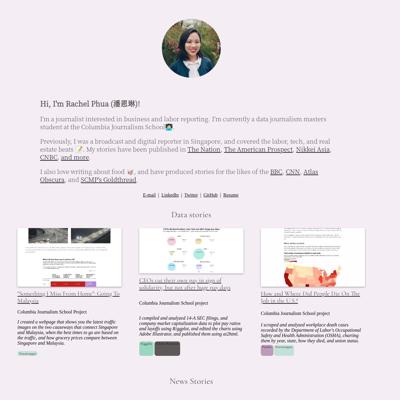 Hi, I'm Rachel Phua (潘恩琳)!
I'm a journalist interested in business and labor reporting. I'm currently a data journalism masters
student at the Columbia Journalism School
Previously, I was a broadcast and digital reporter in Singapore, and covered the labor, tech, and real
estate beats. My stories have been published in The Nation, The American Prospect, Nikkei Asia,
CNBC, and more.
I also love writing about food, and have produced stories for the likes of the BBC, CNN, Atlas
Obscura, and SCMP's Goldthread.
E-mail | LinkedIn | Twitter | GitHub | Resume
Data stories
"Something I Miss From Home": Going To
Malaysia
Columbia Journalism School project
I created a webpage that shows you the latest traffic
images on the two causeways that connect Singapore
and Malaysia, when the best times to go are based on
the traffic, and how grocery prices compare between
Singapore and Malaysia.
CEOs cut their own pay in sign of
solidarity, but not after huge pay days
Columbia Journalism School project
I compiled and analyzed 14-A SEC filings, and
company market capitalization data to plot pay ratios
and layoffs using Rggplot, and edited the charts using
Adobe Illustrator, and published them using ai2html.
How and Where Did People Die On The
Job in the U.S?
Columbia Journalism School project
I scraped and analyzed workplace death cases
recorded by the Department of Labor's Occupational
Safety and Health Administration (OSHA), charting
them by year, state, how they died, and union status.
News Stories